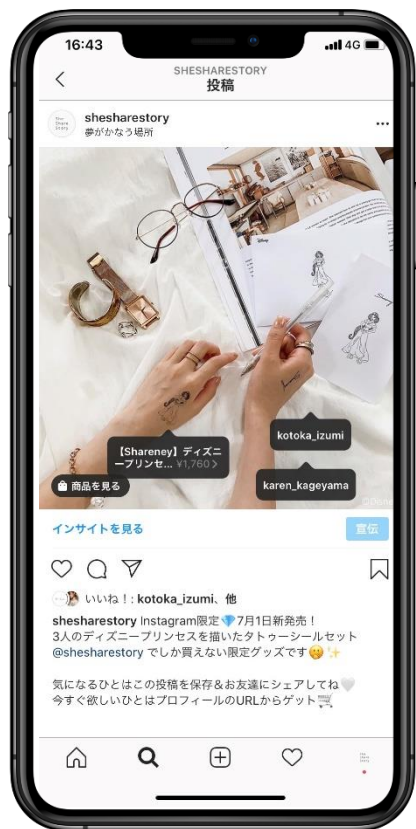 16:43
4G
SHESHARESTORY
投稿
shesharestory
夢がかなう場所
Disney
kotoka_izumi
【Shareney】ディズニ
ープリンセ... ¥1,760 >
karen_kageyama
商品を見る
インサイトを見る
宣伝
いいね！: kotoka_izumi、他
shesharestory Instagram限定💎7月1日新発売！
3人のディズニープリンセスを描いたタトゥーシールセット
@shesharestory でしか買えない限定グッズです🤗✨
気になるひとはこの投稿を保存&お友達にシェアしてね🤍
今すぐ欲しいひとはプロフィールのURLからゲット🛒